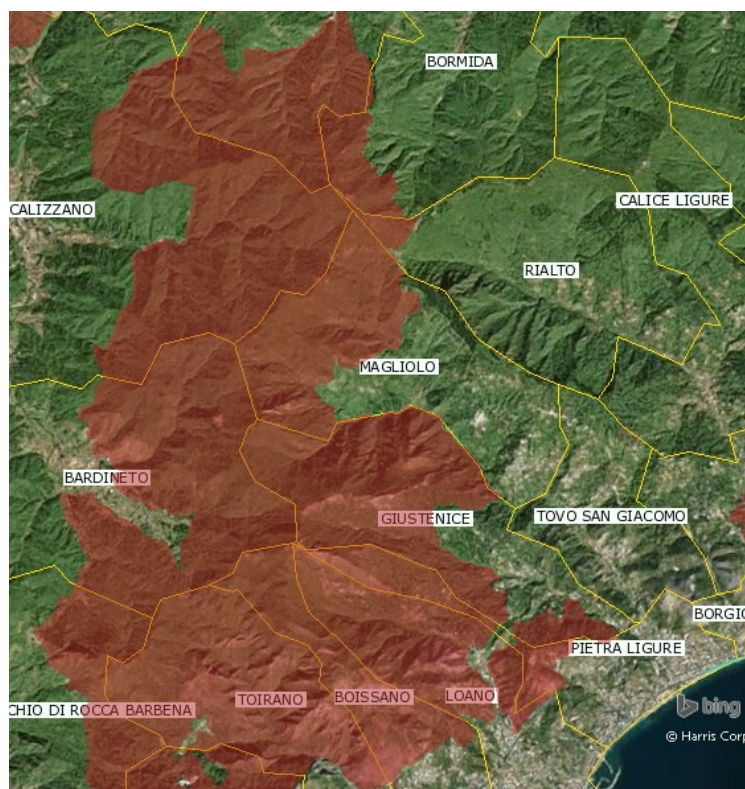 BORMIDA
CALICE LIGURE
CALIZZANO
RIALTO
MAGLIOLO
BARDINETO
GIUSTENICE
TOVO SAN GIACOMO
BORGIO
PIETRA LIGURE
TOIRANO
BOISSANO
LOANO
CHIO DI ROCCA BARBENA
bing
© Harris Corp